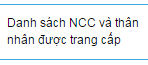 Danh sách NCC và thân
nhân được trang cấp